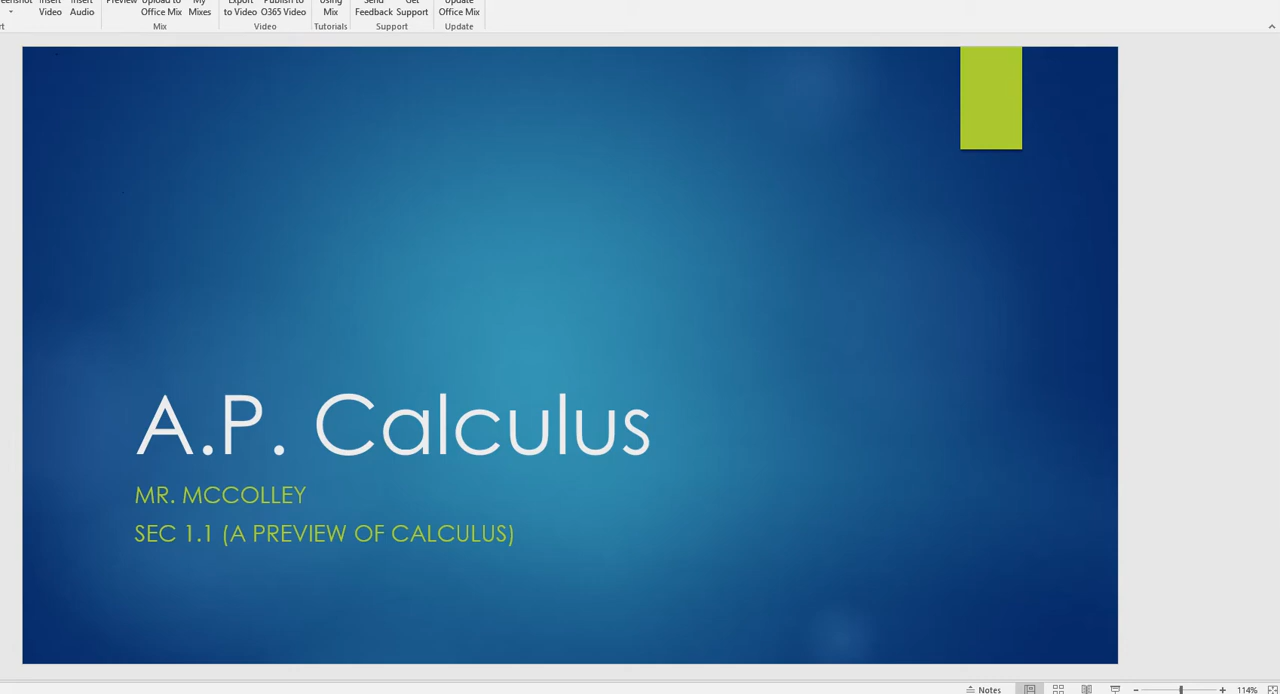 Insert Insert Preview Upload to My Export Publish to Using Send Get Update
Video Audio Office Mix Mixes to Video O365 Video Mix Feedback Support Office Mix
Mix Video Tutorials Support Update
A.P. Calculus
MR. MCCOLLEY
SEC 1.1 (A PREVIEW OF CALCULUS)
Notes 114%